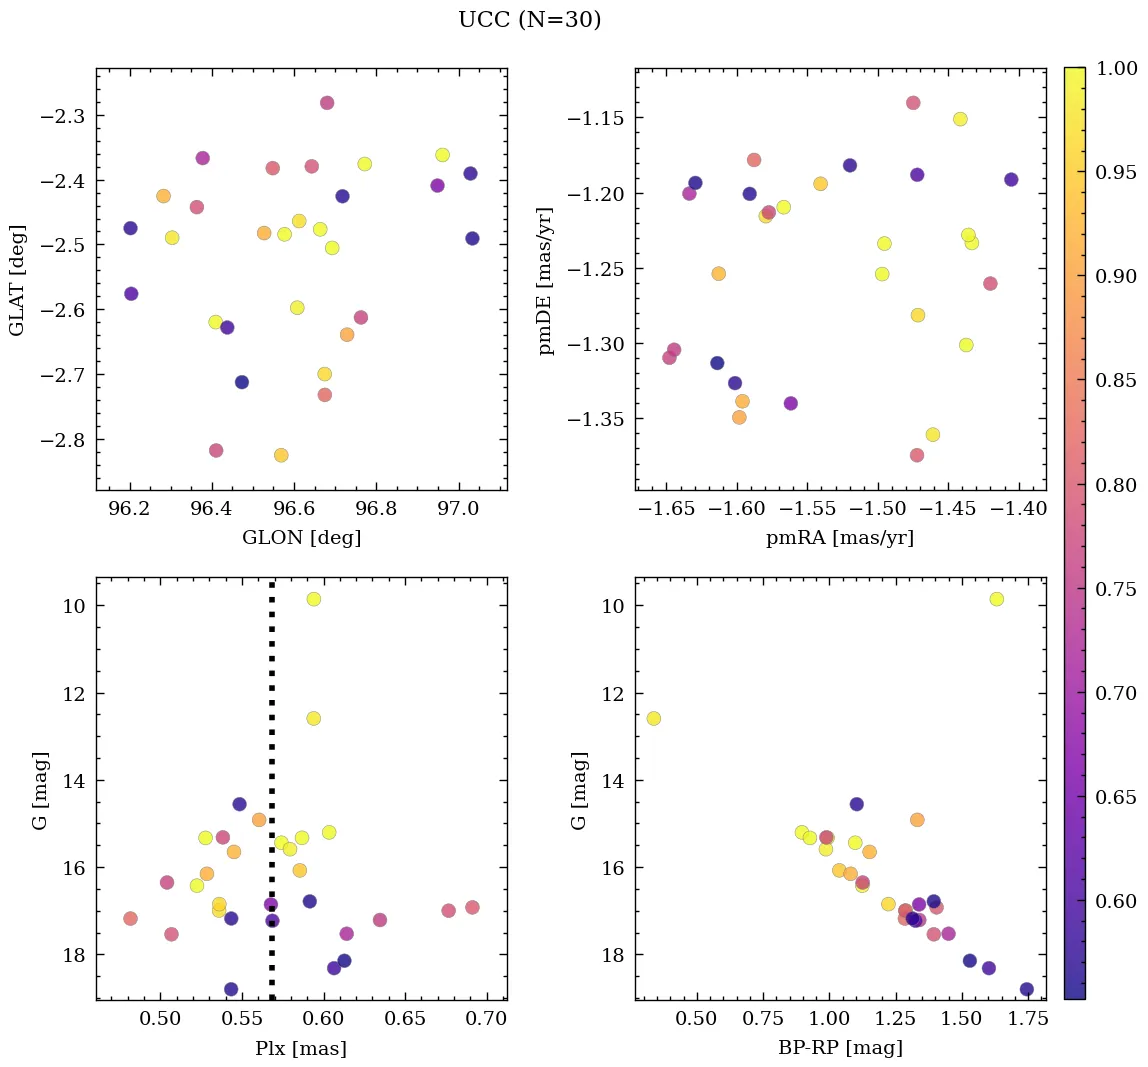 UCC (N=30)
−2.3
−2.4
−2.5
−2.6
−2.7
−2.8
GLAT [deg]
96.2 96.4 96.6 96.8 97.0
GLON [deg]
−1.15
−1.20
−1.25
−1.30
−1.35
pmDE [mas/yr]
−1.65 −1.60 −1.55 −1.50 −1.45 −1.40
pmRA [mas/yr]
10
12
14
16
18
G [mag]
0.50 0.55 0.60 0.65 0.70
Plx [mas]
10
12
14
16
18
G [mag]
0.50 0.75 1.00 1.25 1.50 1.75
BP-RP [mag]
1.00
0.95
0.90
0.85
0.80
0.75
0.70
0.65
0.60